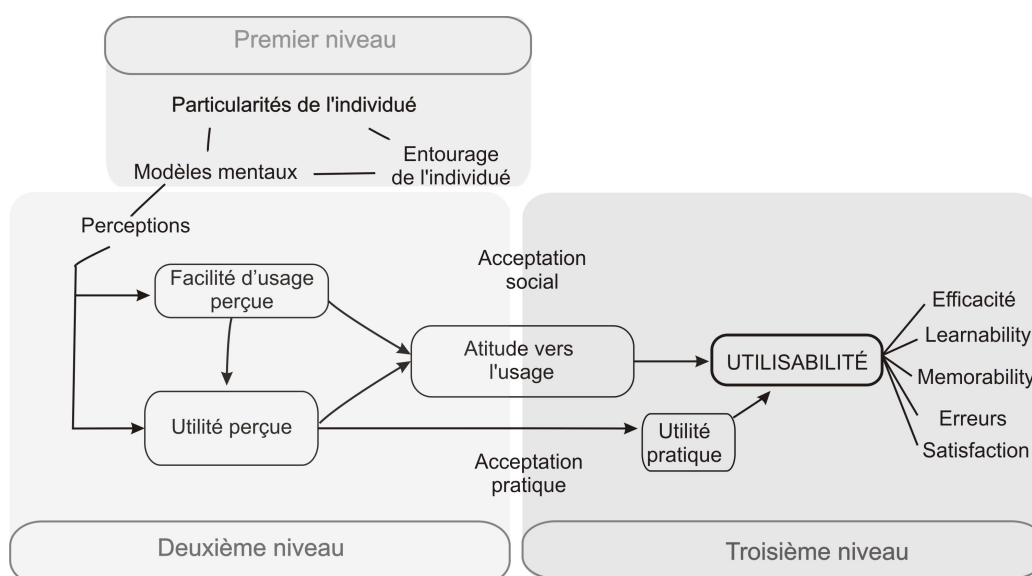 Premier niveau
Particularités de l'individué
Modèles mentaux
Entourage
de l'individué
Perceptions
Facilité d'usage
perçue
Utilité perçue
Acceptation
social
Atitude vers
l'usage
Acceptation
pratique
Utilité
pratique
UTILISABILITÉ
Efficacité
Learnability
Memorability
Erreurs
Satisfaction
Deuxième niveau
Troisième niveau